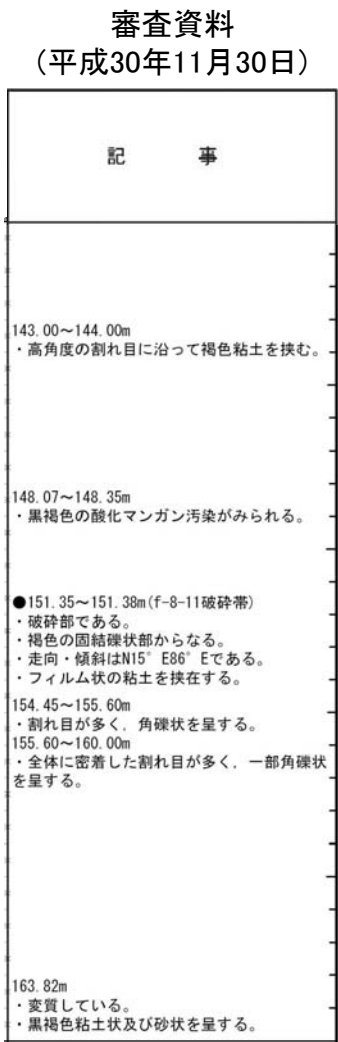 審査資料
（平成30年11月30日）
記　事
143.00～144.00m
・高角度の割れ目に沿って褐色粘土を挟む。
148.07～148.35m
・黒褐色の酸化マンガン汚染がみられる。
●151.35～151.38m(f-8-11破砕帯)
・破砕部である。
・褐色の固結礫状部からなる。
・走向・傾斜はN15°E86°Eである。
・フィルム状の粘土を挟在する。
154.45～155.60m
・割れ目が多く，角礫状を呈する。
155.60～160.00m
・全体に密着した割れ目が多く，一部角礫状
を呈する。
163.82m
・変質している。
・黒褐色粘土状及び砂状を呈する。